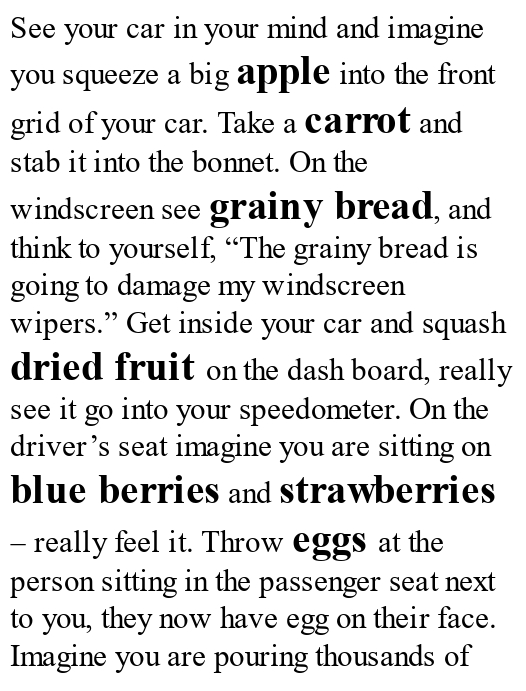 See your car in your mind and imagine
you squeeze a big apple into the front
grid of your car. Take a carrot and
stab it into the bonnet. On the
windscreen see grainy bread, and
think to yourself, “The grainy bread is
going to damage my windscreen
wipers.” Get inside your car and squash
dried fruit on the dash board, really
see it go into your speedometer. On the
driver’s seat imagine you are sitting on
blue berries and strawberries
– really feel it. Throw eggs at the
person sitting in the passenger seat next
to you, they now have egg on their face.
Imagine you are pouring thousands of